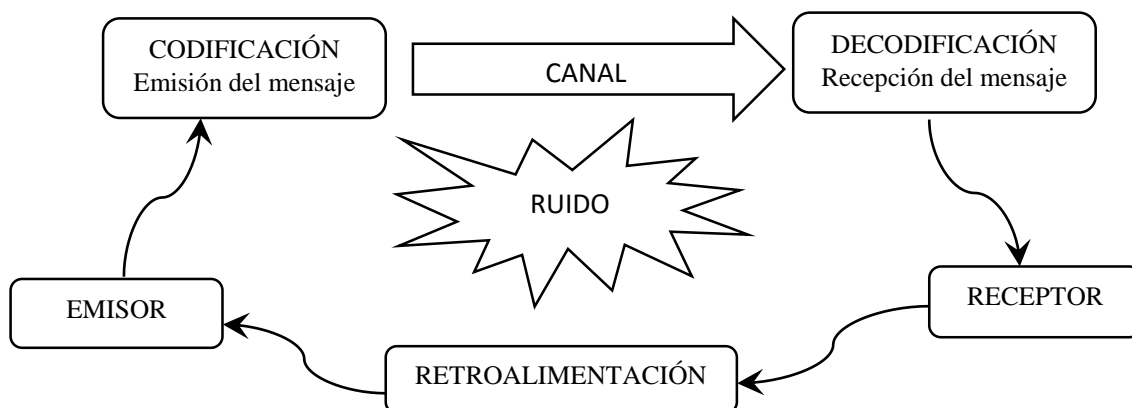 CODIFICACIÓN
Emisión del mensaje
CANAL
DECODIFICACIÓN
Recepción del mensaje
RUIDO
EMISOR
RECEPTOR
RETROALIMENTACIÓN